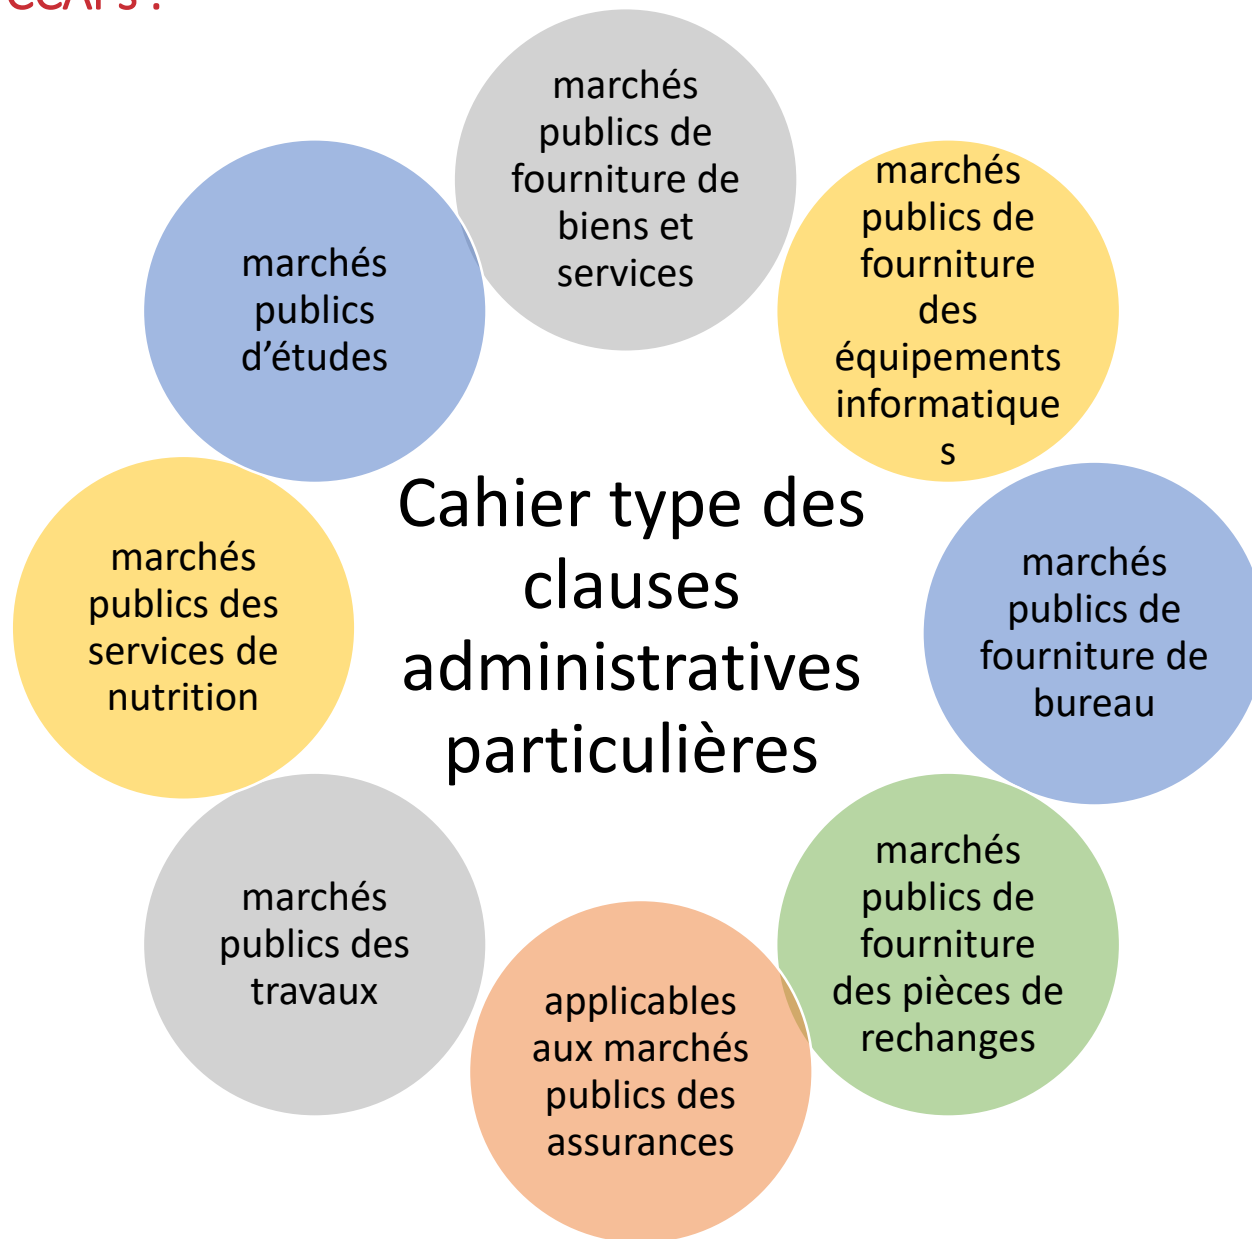 CCAPs :
marchés
publics de
fourniture de
biens et
services
marchés
publics de
fourniture
des
équipements
informatique
s
marchés
publics de
fourniture de
bureau
marchés
publics de
fourniture
des pièces de
rechanges
applicables
aux marchés
publics des
assurances
marchés
publics des
travaux
marchés
publics des
services de
nutrition
marchés
publics
d’études
Cahier type des
clauses
administratives
particulières